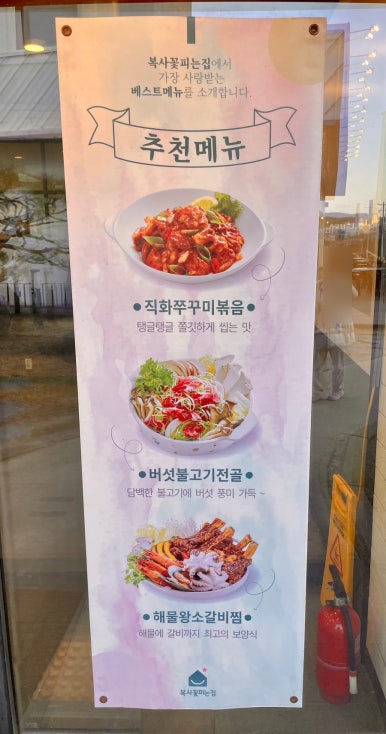 복사꽃피는집에서
가장 사랑받는
베스트메뉴를 소개합니다.
추천메뉴
직화쭈꾸미볶음
탱글탱글 쫄깃하게 씹는 맛
버섯불고기전골
담백한 불고기에 버섯 풍미 가득 ~
해물왕소갈비찜
해물에 갈비까지 최고의 보양식
복사꽃피는집